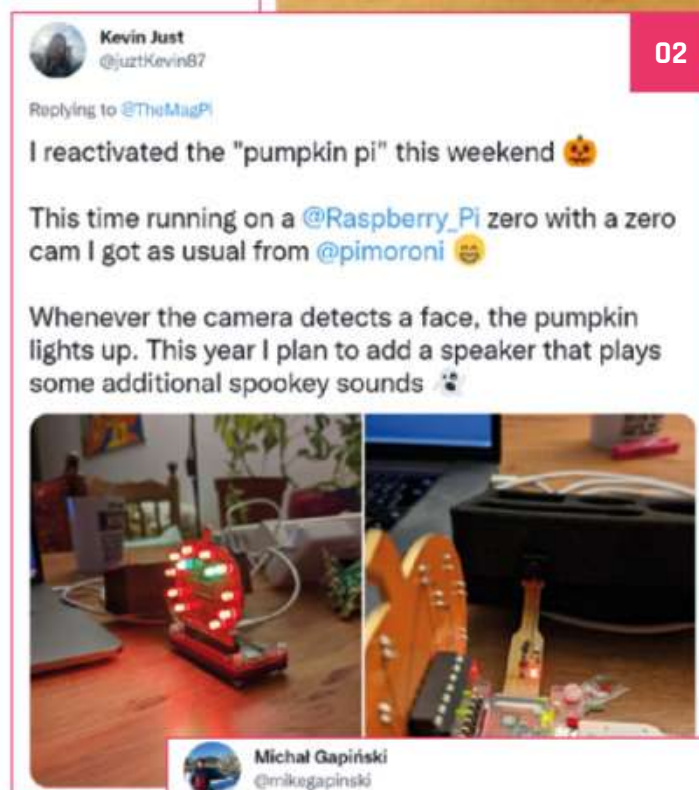 02
Kevin Just
@juztKevin87
Replying to @TheMagPi
I reactivated the "pumpkin pi" this weekend 🎃
This time running on a @Raspberry_Pi zero with a zero
cam I got as usual from @pimoroni 😄
Whenever the camera detects a face, the pumpkin
lights up. This year I plan to add a speaker that plays
some additional spookey sounds 👻
Michał Gapiński
@mikegapinski